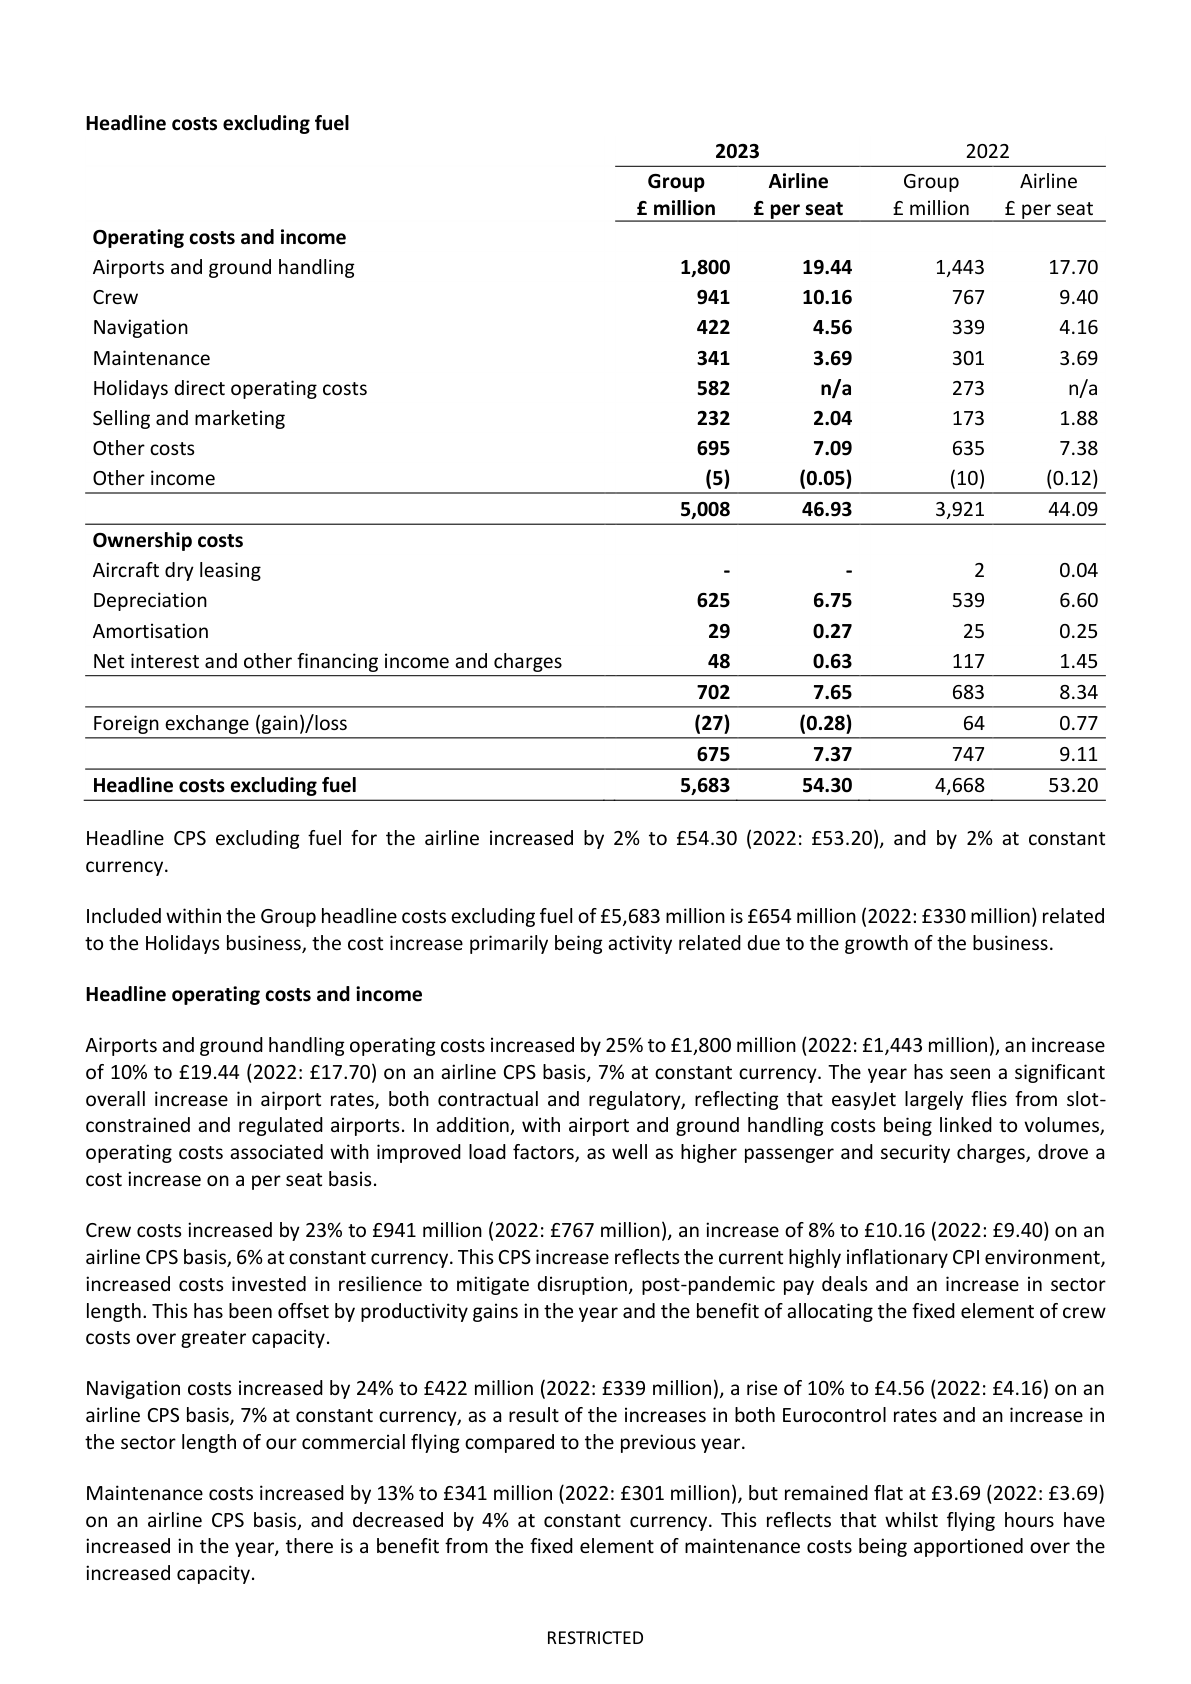 Headline costs excluding fuel
2023 2022
Group Airline Group Airline
£ million £ per seat £ million £ per seat
Operating costs and income
Airports and ground handling 1,800 19.44 1,443 17.70
Crew 941 10.16 767 9.40
Navigation 422 4.56 339 4.16
Maintenance 341 3.69 301 3.69
Holidays direct operating costs 582 n/a 273 n/a
Selling and marketing 232 2.04 173 1.88
Other costs 695 7.09 635 7.38
Other income (5) (0.05) (10) (0.12)
5,008 46.93 3,921 44.09
Ownership costs
Aircraft dry leasing - - 2 0.04
Depreciation 625 6.75 539 6.60
Amortisation 29 0.27 25 0.25
Net interest and other financing income and charges 48 0.63 117 1.45
702 7.65 683 8.34
Foreign exchange (gain)/loss (27) (0.28) 64 0.77
675 7.37 747 9.11
Headline costs excluding fuel 5,683 54.30 4,668 53.20
Headline CPS excluding fuel for the airline increased by 2% to £54.30 (2022: £53.20), and by 2% at constant
currency.
Included within the Group headline costs excluding fuel of £5,683 million is £654 million (2022: £330 million) related
to the Holidays business, the cost increase primarily being activity related due to the growth of the business.
Headline operating costs and income
Airports and ground handling operating costs increased by 25% to £1,800 million (2022: £1,443 million), an increase
of 10% to £19.44 (2022: £17.70) on an airline CPS basis, 7% at constant currency. The year has seen a significant
overall increase in airport rates, both contractual and regulatory, reflecting that easyJet largely flies from slot-
constrained and regulated airports. In addition, with airport and ground handling costs being linked to volumes,
operating costs associated with improved load factors, as well as higher passenger and security charges, drove a
cost increase on a per seat basis.
Crew costs increased by 23% to £941 million (2022: £767 million), an increase of 8% to £10.16 (2022: £9.40) on an
airline CPS basis, 6% at constant currency. This CPS increase reflects the current highly inflationary CPI environment,
increased costs invested in resilience to mitigate disruption, post-pandemic pay deals and an increase in sector
length. This has been offset by productivity gains in the year and the benefit of allocating the fixed element of crew
costs over greater capacity.
Navigation costs increased by 24% to £422 million (2022: £339 million), a rise of 10% to £4.56 (2022: £4.16) on an
airline CPS basis, 7% at constant currency, as a result of the increases in both Eurocontrol rates and an increase in
the sector length of our commercial flying compared to the previous year.
Maintenance costs increased by 13% to £341 million (2022: £301 million), but remained flat at £3.69 (2022: £3.69)
on an airline CPS basis, and decreased by 4% at constant currency. This reflects that whilst flying hours have
increased in the year, there is a benefit from the fixed element of maintenance costs being apportioned over the
increased capacity.
RESTRICTED